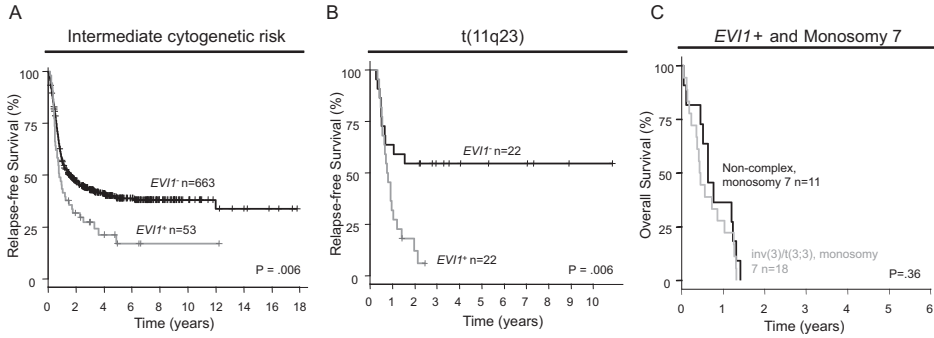 A
Intermediate cytogenetic risk
Relapse-free Survival (%)
100
75
50
25
0
EVI1- n=663
EVI1+ n=53
P = .006
0 2 4 6 8 10 12 14 16 18
Time (years)
B
t(11q23)
Relapse-free Survival (%)
100
75
50
25
0
EVI1- n=22
EVI1+ n=22
P = .006
0 1 2 3 4 5 6 7 8 9 10
Time (years)
C
EVI1+ and Monosomy 7
Overall Survival (%)
100
75
50
25
0
Non-complex,
monosomy 7 n=11
inv(3)/t(3;3), monosomy
7 n=18
P=.36
0 1 2 3 4 5 6
Time (years)